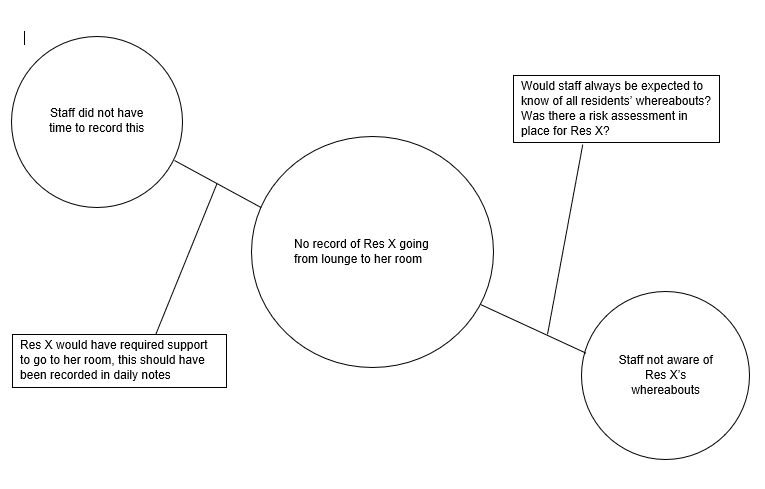 Staff did not have
time to record this
Would staff always be expected to
know of all residents’ whereabouts?
Was there a risk assessment in
place for Res X?
No record of Res X going
from lounge to her room
Res X would have required support
to go to her room, this should have
been recorded in daily notes
Staff not aware of
Res X’s
whereabouts